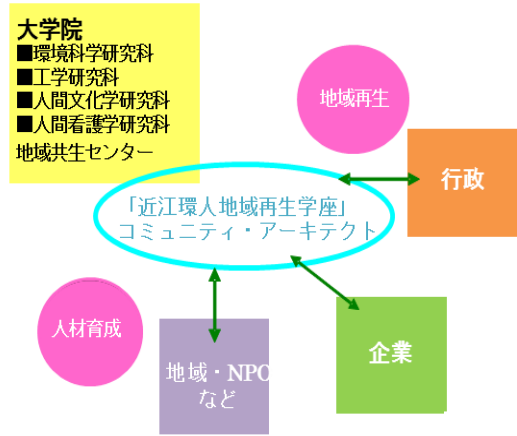 大学院
■環境科学研究科
■工学研究科
■人間文化学研究科
■人間看護学研究科
地域共生センター
地域再生
行政
「近江環人地域再生学座」
コミュニティ・アーキテクト
人材育成
地域・NPO
など
企業